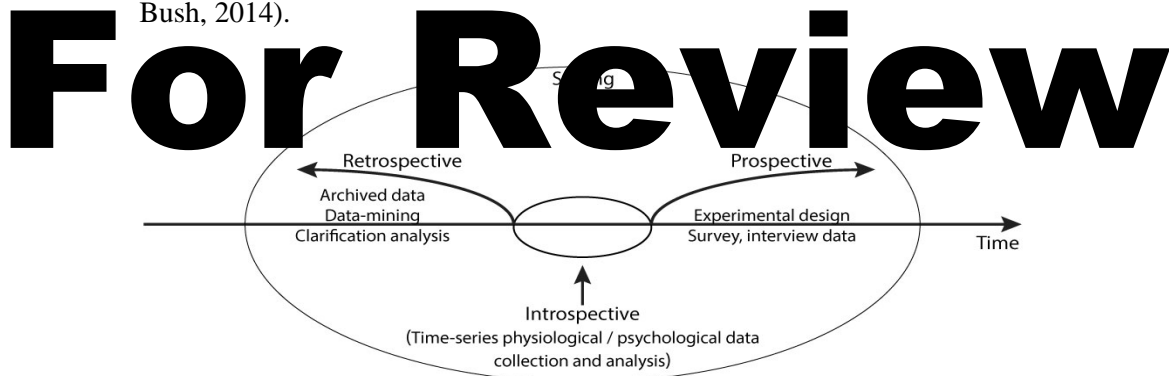 Bush, 2014).
For Review
Retrospective
Prospective
Archived data
Data-mining
Clarification analysis
Experimental design
Survey, interview data
Time
Introspective
(Time-series physiological / psychological data
collection and analysis)